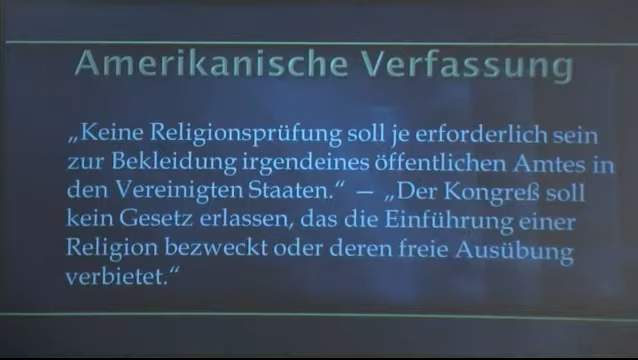 Amerikanische Verfassung
„Keine Religionsprüfung soll je erforderlich sein
zur Bekleidung irgendeines öffentlichen Amtes in
den Vereinigten Staaten.“ — „Der Kongreß soll
kein Gesetz erlassen, das die Einführung einer
Religion bezweckt oder deren freie Ausübung
verbietet.“